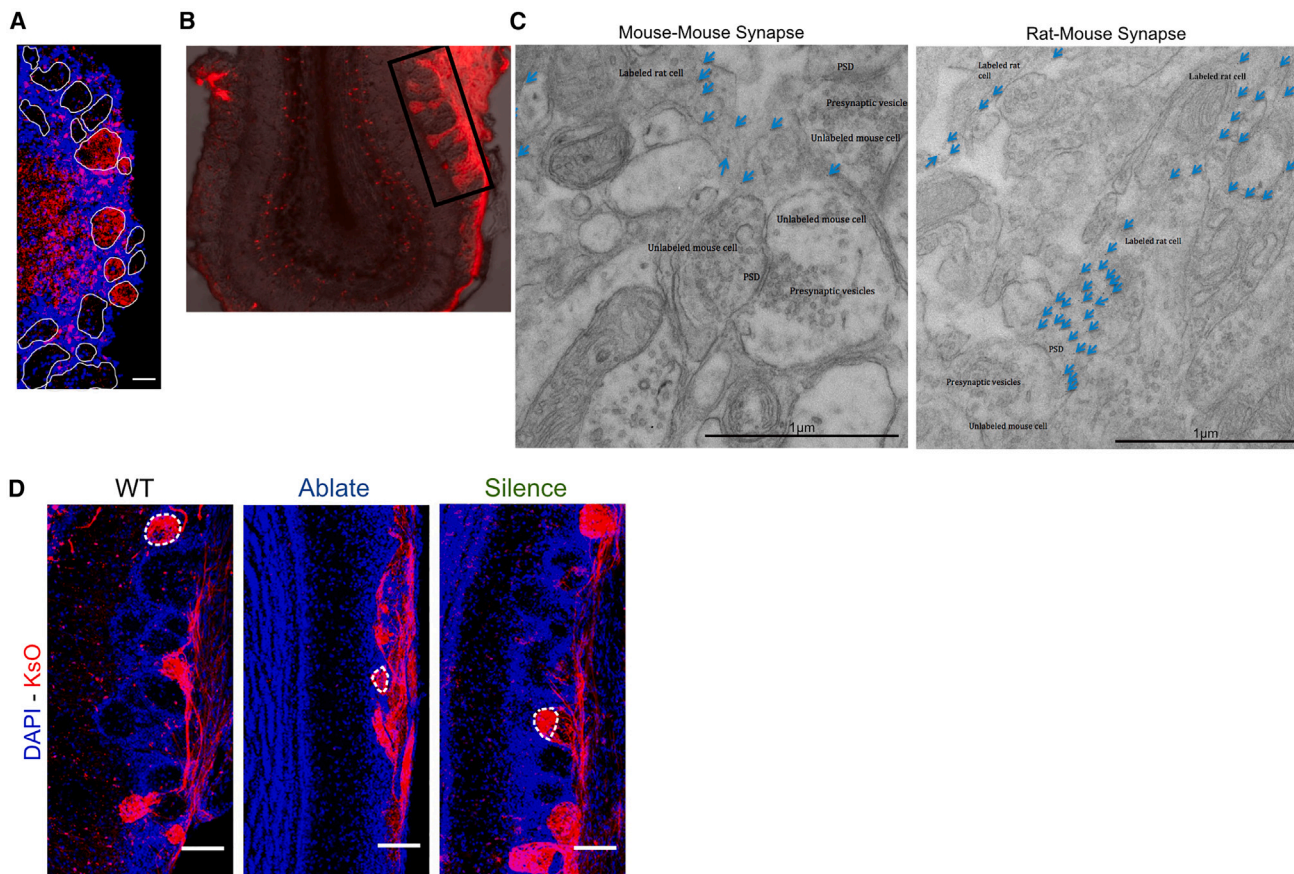 A
B
C
Mouse-Mouse Synapse
Labeled rat cell
PSD
Presynaptic vesicles
Unlabeled mouse cell
Unlabeled mouse cell
Unlabeled mouse cell
PSD
Presynaptic vesicles
1µm
Rat-Mouse Synapse
Labeled rat
cell
Labeled rat cell
Labeled rat cell
PSD
Presynaptic vesicles
Unlabeled mouse cell
1µm
D
WT
Ablate
Silence
DAPI - KsO